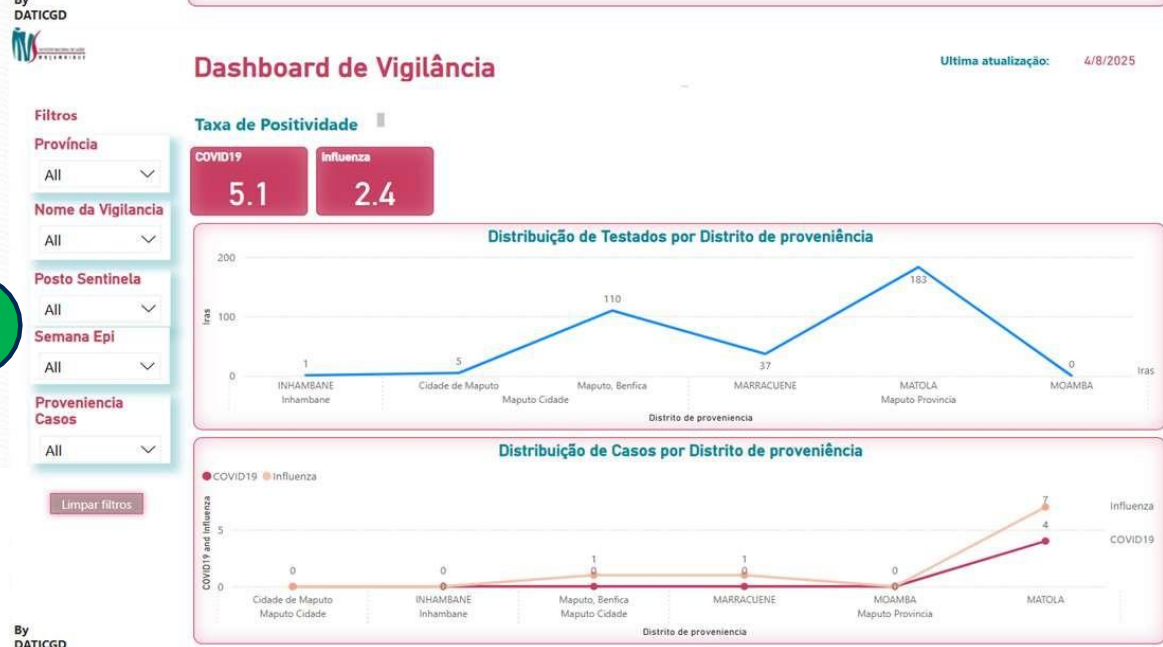 By
DATICGD
MOÇAMBIQUE
Dashboard de Vigilância
Ultima atualização: 4/8/2025
Filtros
Província
All
Nome da Vigilancia
All
Posto Sentinela
All
Semana Epi
All
Proveniencia
Casos
All
Limpar filtros
Taxa de Positividade
COVID19
5.1
Influenza
2.4
Distribuição de Testados por Distrito de proveniência
Iras
200
100
0
1
5
110
37
183
0
Iras
INHAMBANE
Cidade de Maputo
Maputo, Benfica
MARRACUENE
MATOLA
MOAMBA
Inhambane
Maputo Cidade
Maputo Provincia
Distrito de proveniencia
Distribuição de Casos por Distrito de proveniência
COVID19 Influenza
COVID19 and Influenza
5
0
0
0
0
1
0
1
0
0
0
7
4
Influenza
COVID19
Cidade de Maputo
INHAMBANE
Maputo, Benfica
MARRACUENE
MOAMBA
MATOLA
Maputo Cidade
Inhambane
Maputo Cidade
Maputo Provincia
Distrito de proveniencia
By
DATICGD